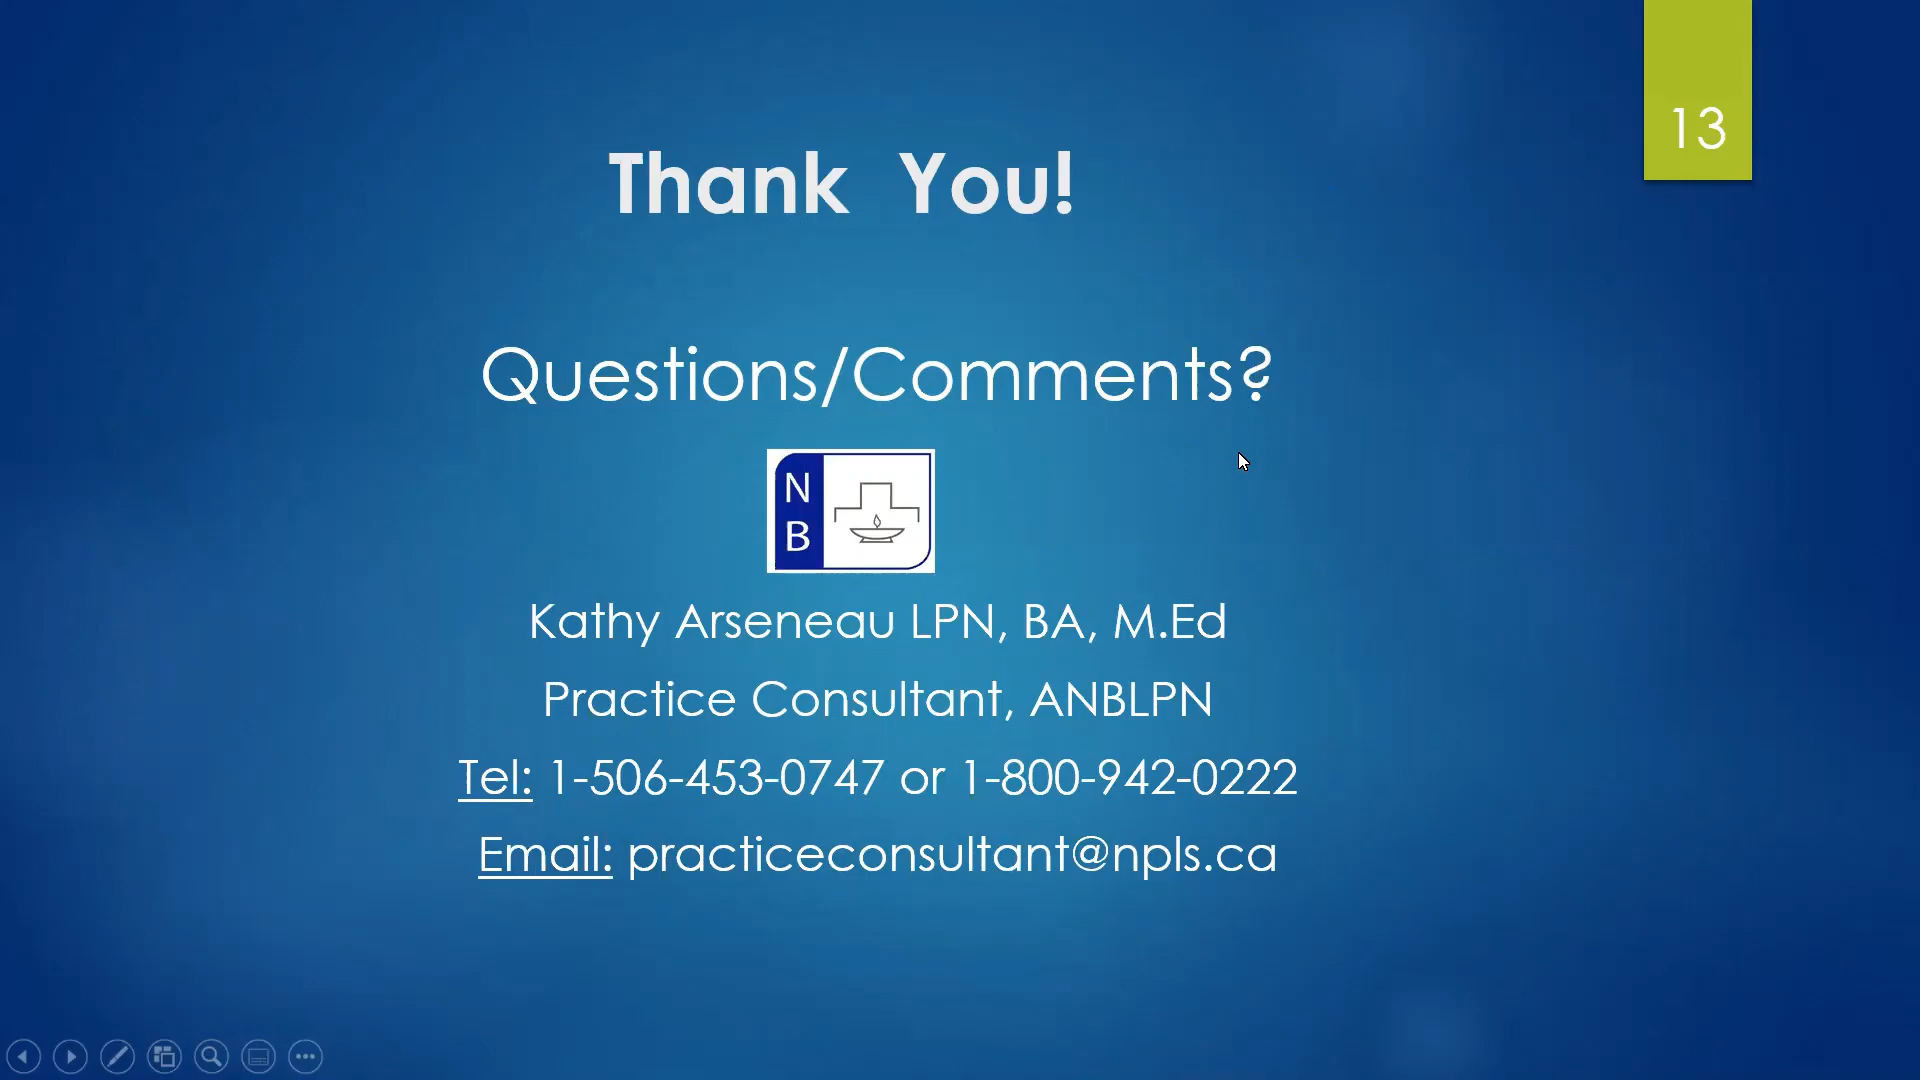 13
Thank You!
Questions/Comments?
N
B
Kathy Arseneau LPN, BA, M.Ed
Practice Consultant, ANBLPN
Tel: 1-506-453-0747 or 1-800-942-0222
Email: practiceconsultant@npls.ca